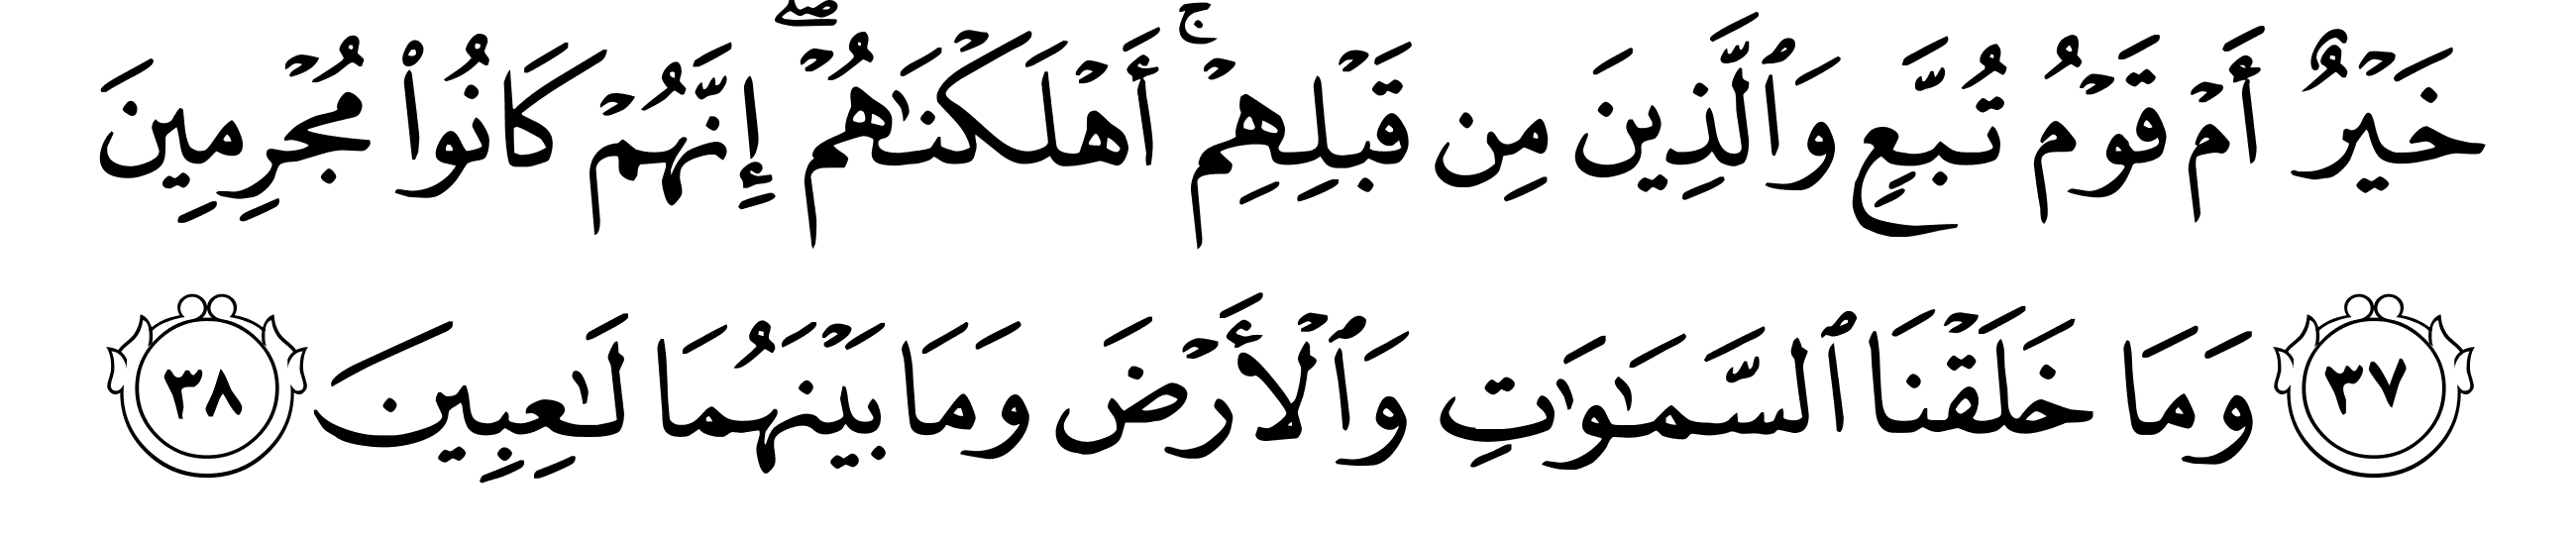 خَيْرٌ أَمْ قَوْمُ تُبَّعٍ وَٱلَّذِينَ مِن قَبْلِهِمْ ۚ أَهْلَكْنَـٰهُمْ ۖ إِنَّهُمْ كَانُوا۟ مُجْرِمِينَ
٣٧ وَمَا خَلَقْنَا ٱلسَّمَـٰوَٰتِ وَٱلْأَرْضَ وَمَا بَيْنَهُمَا لَـٰعِبِينَ ٣٨